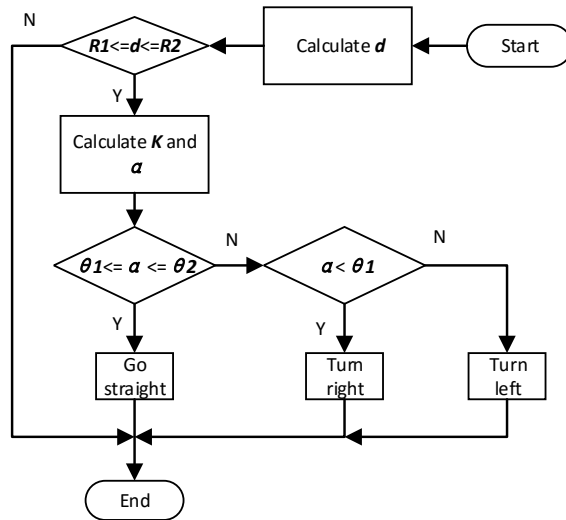 N
R1<=d<=R2
Calculate d
Start
Y
Calculate K and
α
N
N
θ1<= α <= θ2
α< θ1
Y
Y
Go
straight
Turn
right
Turn
left
End